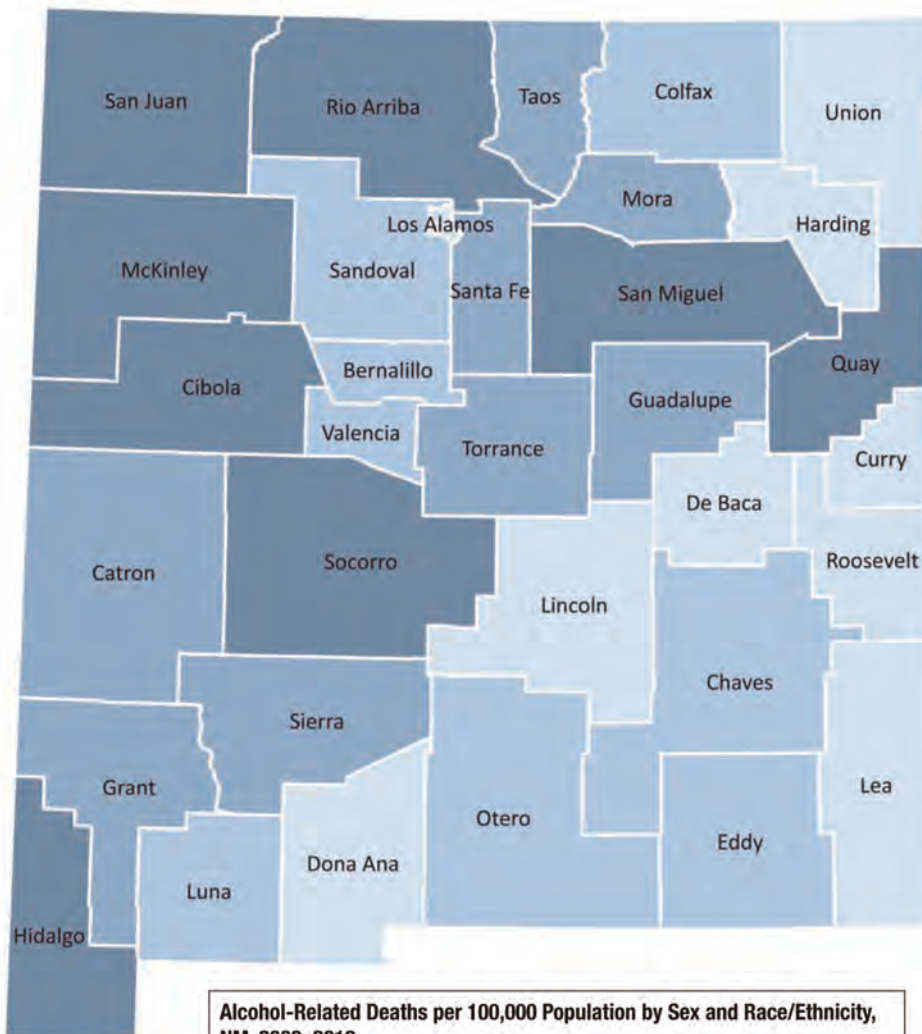 San Juan
Rio Arriba
Taos
Colfax
Union
Mora
Harding
Los Alamos
McKinley
Sandoval
Santa Fe
San Miguel
Quay
Bernalillo
Cibola
Guadalupe
Valencia
Torrance
Curry
De Baca
Socorro
Roosevelt
Catron
Lincoln
Chaves
Sierra
Grant
Lea
Otero
Eddy
Dona Ana
Luna
Hidalgo
Alcohol-Related Deaths per 100,000 Population by Sex and Race/Ethnicity,